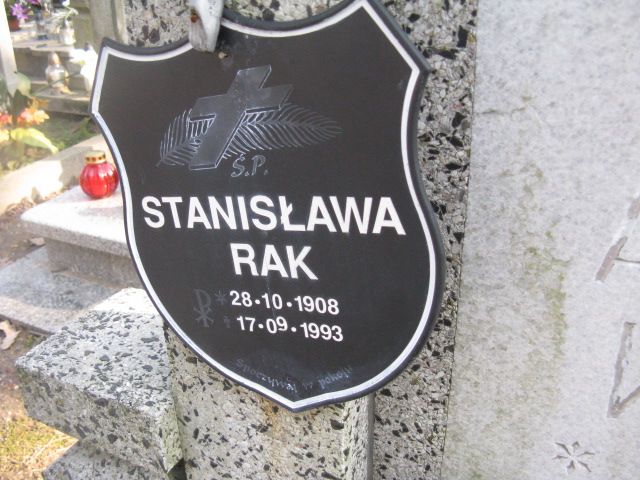 Ś.P.
STANISŁAWA
RAK
* 28·10·1908
† 17·09·1993
Spoczywaj w pokoju